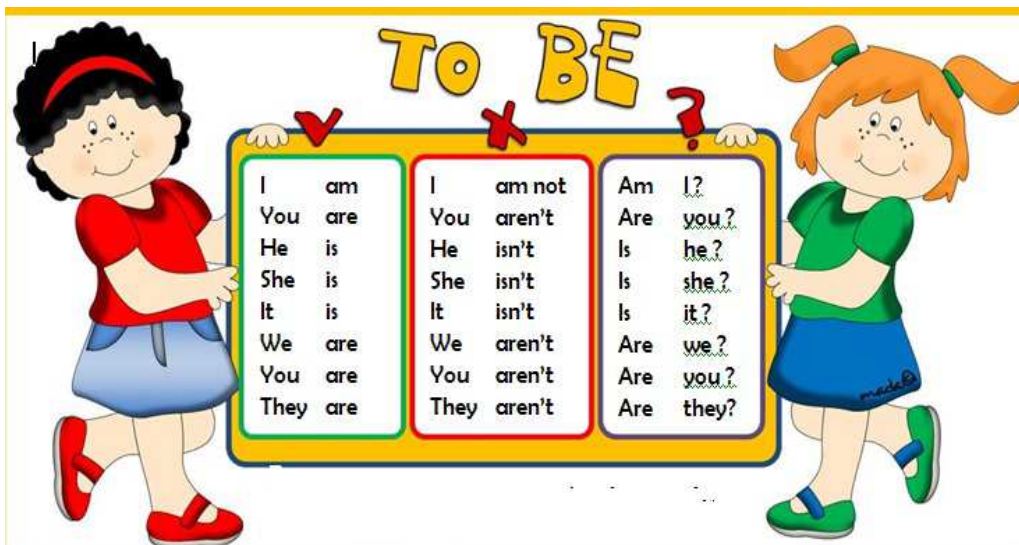 TO BE
I am
You are
He is
She is
It is
We are
You are
They are
I am not
You aren't
He isn't
She isn't
It isn't
We aren't
You aren't
They aren't
Am I?
Are you?
Is he?
Is she?
Is it?
Are we?
Are you?
Are they?